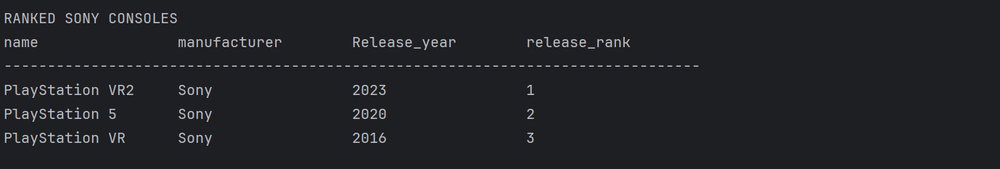 RANKED SONY CONSOLES
name manufacturer Release_year release_rank
--------------------------------------------------------------------------------
PlayStation VR2 Sony 2023 1
PlayStation 5 Sony 2020 2
PlayStation VR Sony 2016 3